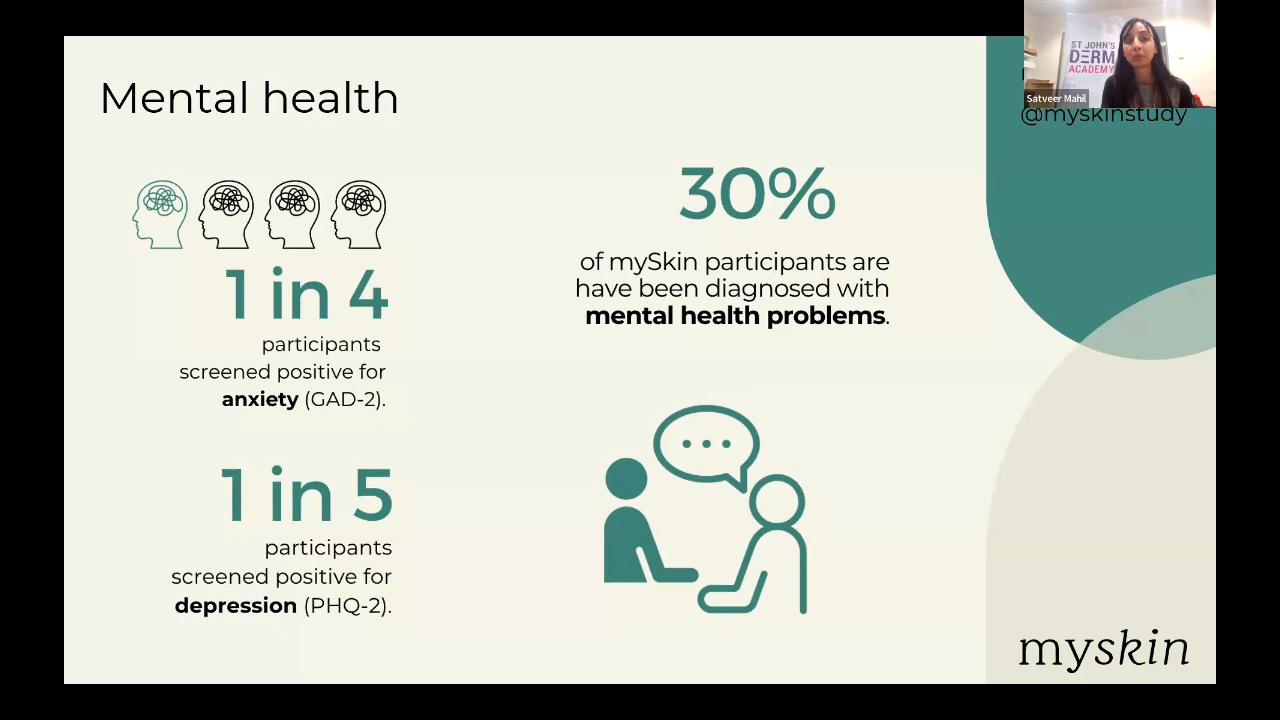 Mental health
1 in 4
participants
screened positive for
anxiety (GAD-2).
1 in 5
participants
screened positive for
depression (PHQ-2).
30%
of mySkin participants are
have been diagnosed with
mental health problems.
ST JOHN'S
DERM
ACADEMY
Satveer Mahil
@myskinstudy
myskin